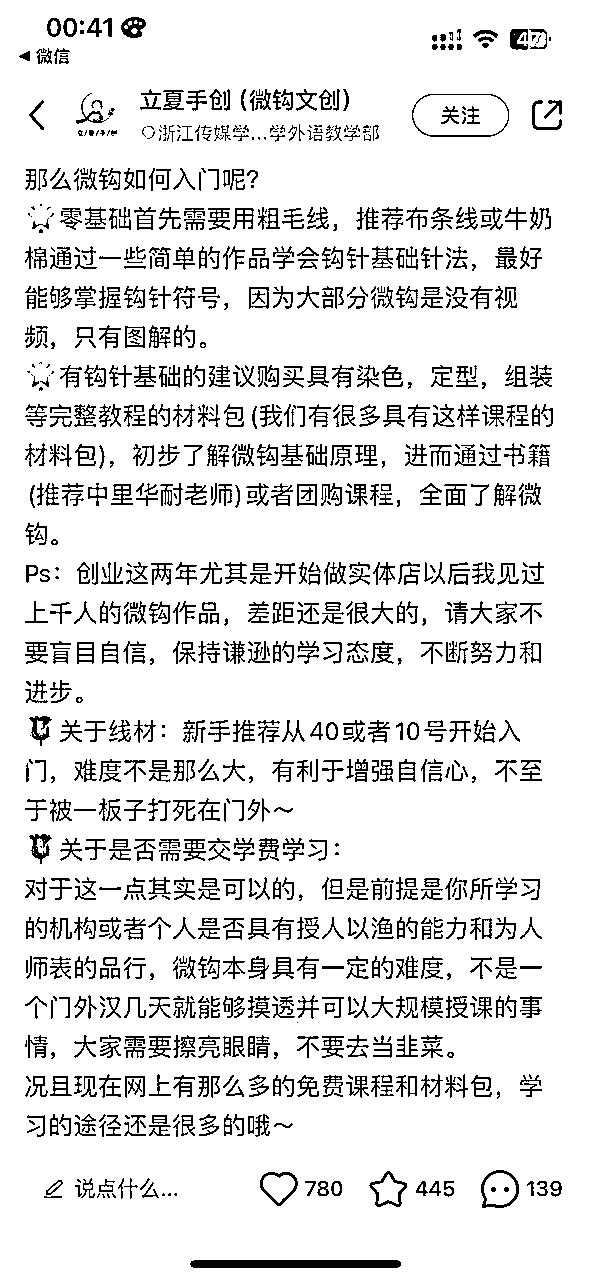 00:41
47
微信
立夏手创 (微钩文创)
浙江传媒学...学外语教学部
关注
那么微钩如何入门呢?
零基础首先需要用粗毛线，推荐布条线或牛奶
棉通过一些简单的作品学会钩针基础针法，最好
能够掌握钩针符号，因为大部分微钩是没有视
频，只有图解的。
有钩针基础的建议购买具有染色，定型，组装
等完整教程的材料包(我们有很多具有这样课程的
材料包)，初步了解微钩基础原理，进而通过书籍
(推荐中里华耐老师)或者团购课程，全面了解微
钩。
Ps：创业这两年尤其是开始做实体店以后我见过
上千人的微钩作品，差距还是很大的，请大家不
要盲目自信，保持谦逊的学习态度，不断努力和
进步。
关于线材：新手推荐从40或者10号开始入
门，难度不是那么大，有利于增强自信心，不至
于被一板子打死在门外～
关于是否需要交学费学习：
对于这一点其实是可以的，但是前提是你所学习
的机构或者个人是否具有授人以渔的能力和为人
师表的品行，微钩本身具有一定的难度，不是一
个门外汉几天就能够摸透并可以大规模授课的事
情，大家需要擦亮眼睛，不要去当韭菜。
况且现在网上有那么多的免费课程和材料包，学
习的途径还是很多的哦～
说点什么...
780
445
139